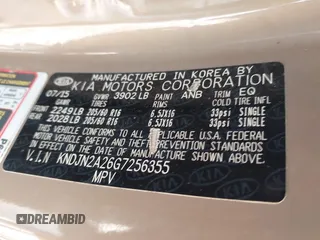 MANUFACTURED IN KOREA BY
KIA MOTORS CORPORATION
07/15 GVWR 3902LB PAINT ANB TRIM EQ
GAWR TIRES RIMS COLD TIRE INFL
2249LB 205/60 R16 6.5JX16 33psi SINGLE
2028LB 205/60 R16 6.5JX16 33psi SINGLE
THIS VEHICLE CONFORMS TO ALL
APPLICABLE U.S.A. FEDERAL MOTOR VEHICLE
SAFETY, BUMPER, AND THEFT PREVENTION
STANDARDS IN EFFECT ON THE DATE OF
MANUFACTURE SHOWN ABOVE.
V.I.N KNDJN2A26G7256355
MPV
DREAMBID